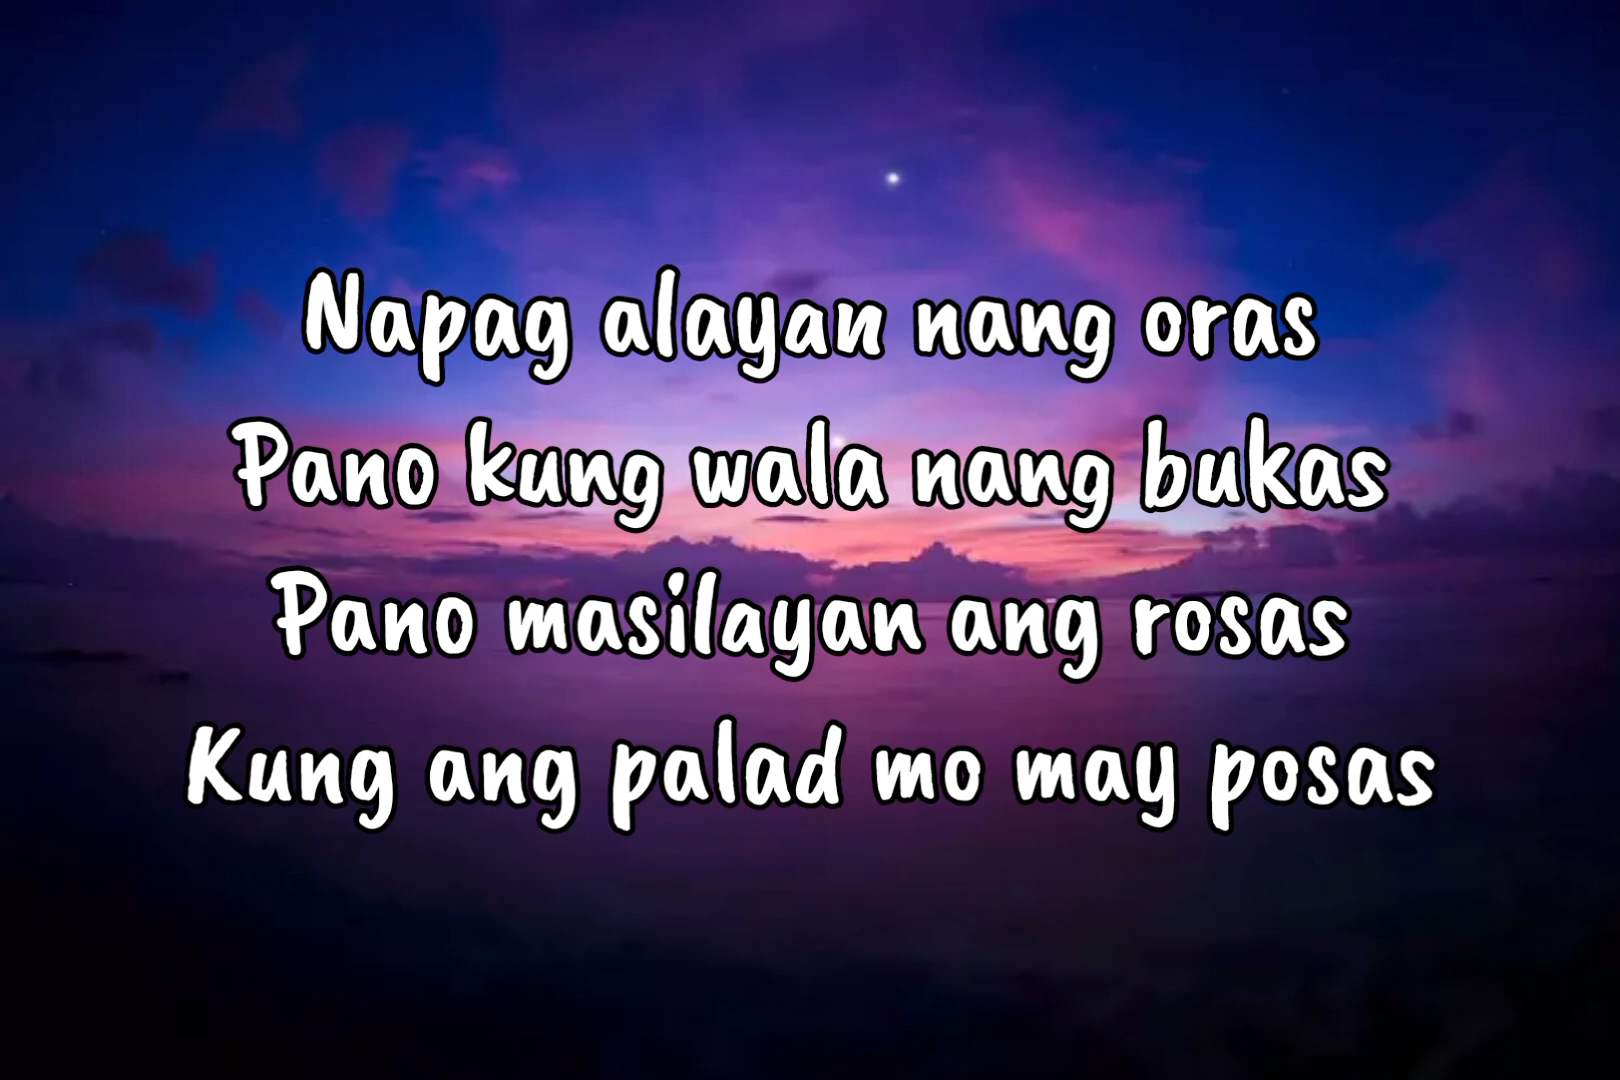 Napag alayan nang oras
Pano kung wala nang bukas
Pano masilayan ang rosas
Kung ang palad mo may posas